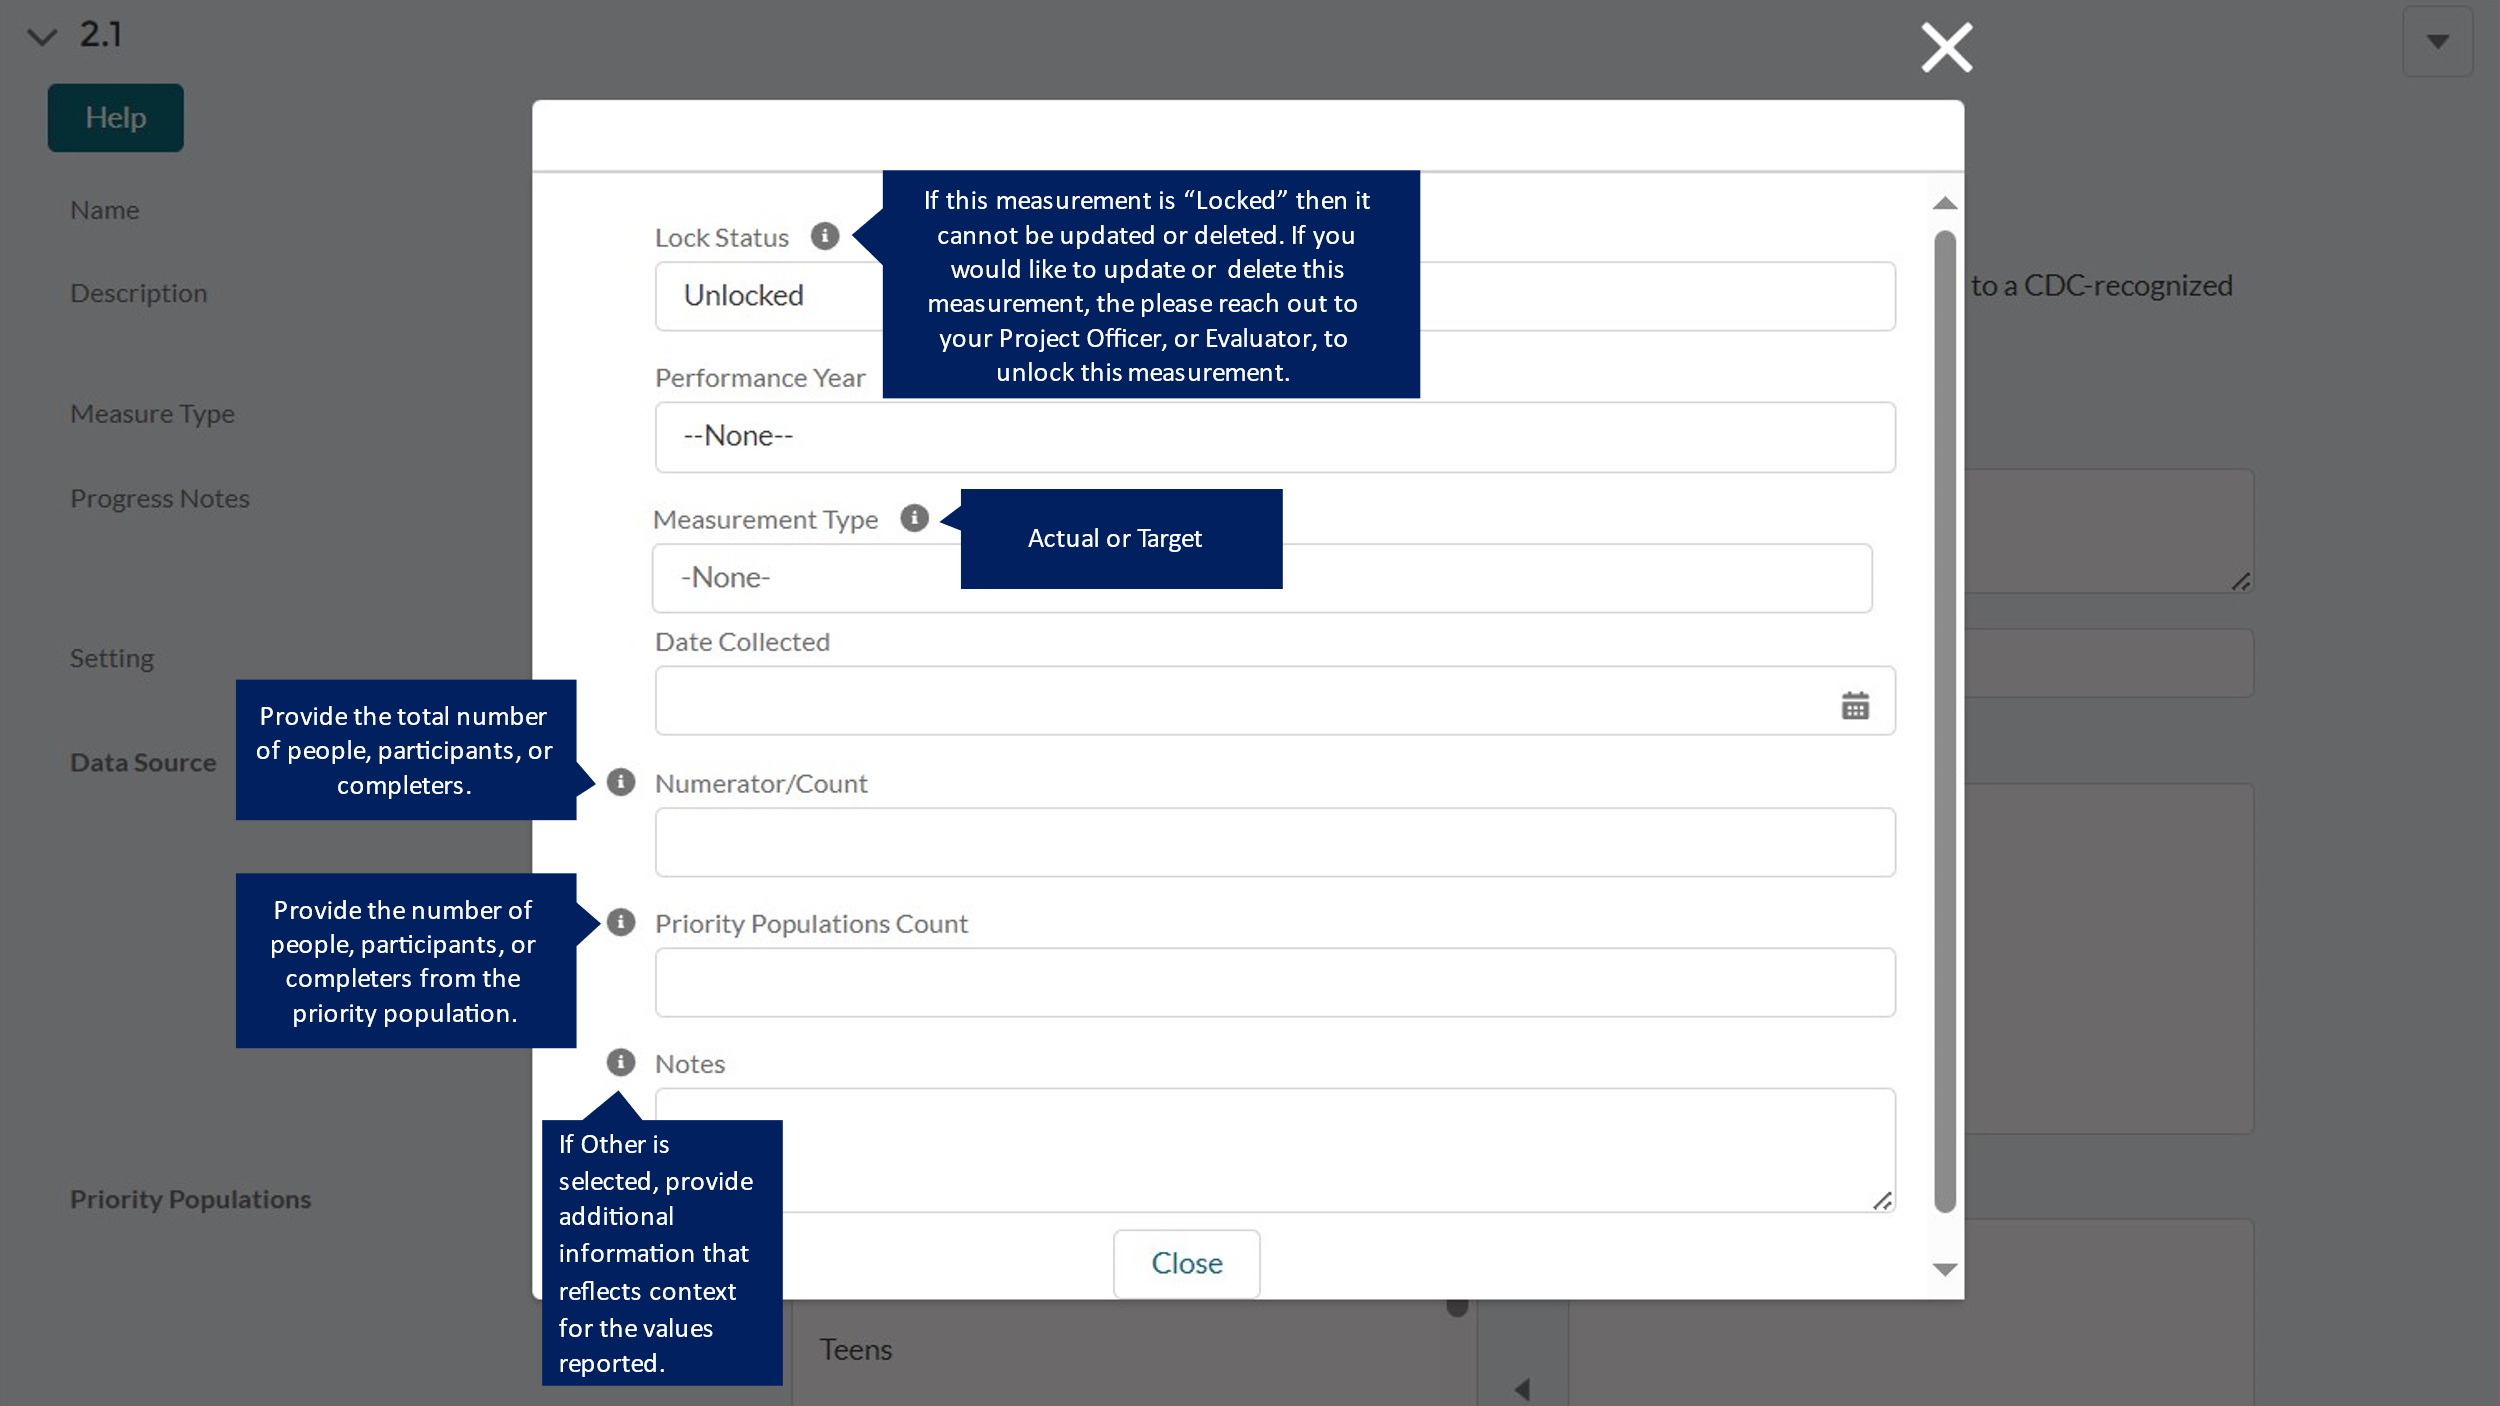 2.1
Help
Name
Description
to a CDC-recognized
Measure Type
Progress Notes
Setting
Data Source
Priority Populations
Lock Status
If this measurement is “Locked” then it
cannot be updated or deleted. If you
would like to update or delete this
measurement, the please reach out to
your Project Officer, or Evaluator, to
unlock this measurement.
Unlocked
Performance Year
--None--
Measurement Type
Actual or Target
-None-
Date Collected
Provide the total number
of people, participants, or
completers.
Numerator/Count
Provide the number of
people, participants, or
completers from the
priority population.
Priority Populations Count
Notes
If Other is
selected, provide
additional
information that
reflects context
for the values
reported.
Close
Teens